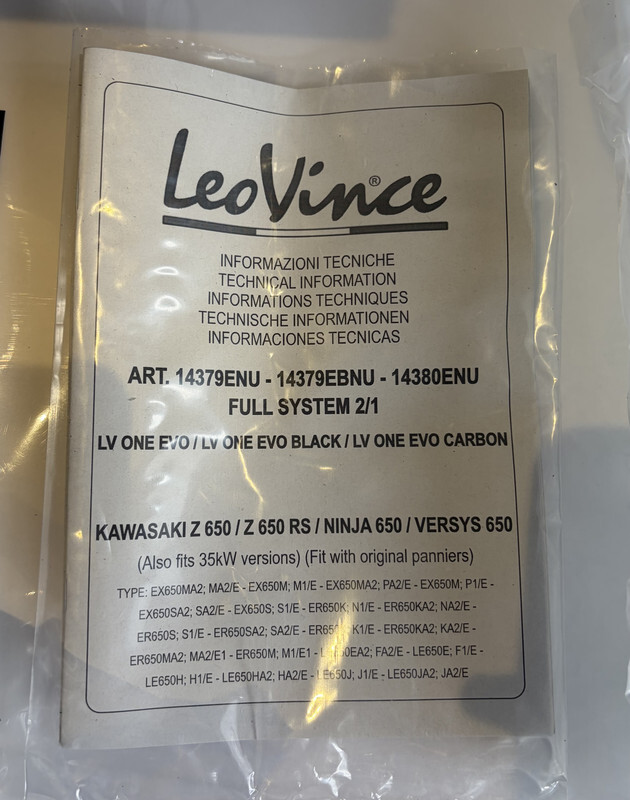 LeoVince®
INFORMAZIONI TECNICHE
TECHNICAL INFORMATION
INFORMATIONS TECHNIQUES
TECHNISCHE INFORMATIONEN
INFORMACIONES TECNICAS
ART. 14379ENU - 14379EBNU - 14380ENU
FULL SYSTEM 2/1
LV ONE EVO / LV ONE EVO BLACK / LV ONE EVO CARBON
KAWASAKI Z 650 / Z 650 RS / NINJA 650 / VERSYS 650
(Also fits 35kW versions) (Fit with original panniers)
TYPE: EX650MA2; MA2/E - EX650M; M1/E - EX650MA2; PA2/E - EX650M; P1/E -
EX650SA2; SA2/E - EX650S; S1/E - ER650K; N1/E - ER650KA2; NA2/E -
ER650S; S1/E - ER650SA2; SA2/E - K1/E - ER650KA2; KA2/E -
ER650MA2; MA2/E1 - ER650M; M1/E1 - FA2/E - LE650E; F1/E -
LE650H; H1/E - LE650HA2; HA2/E - LE650J; J1/E - LE650JA2; JA2/E